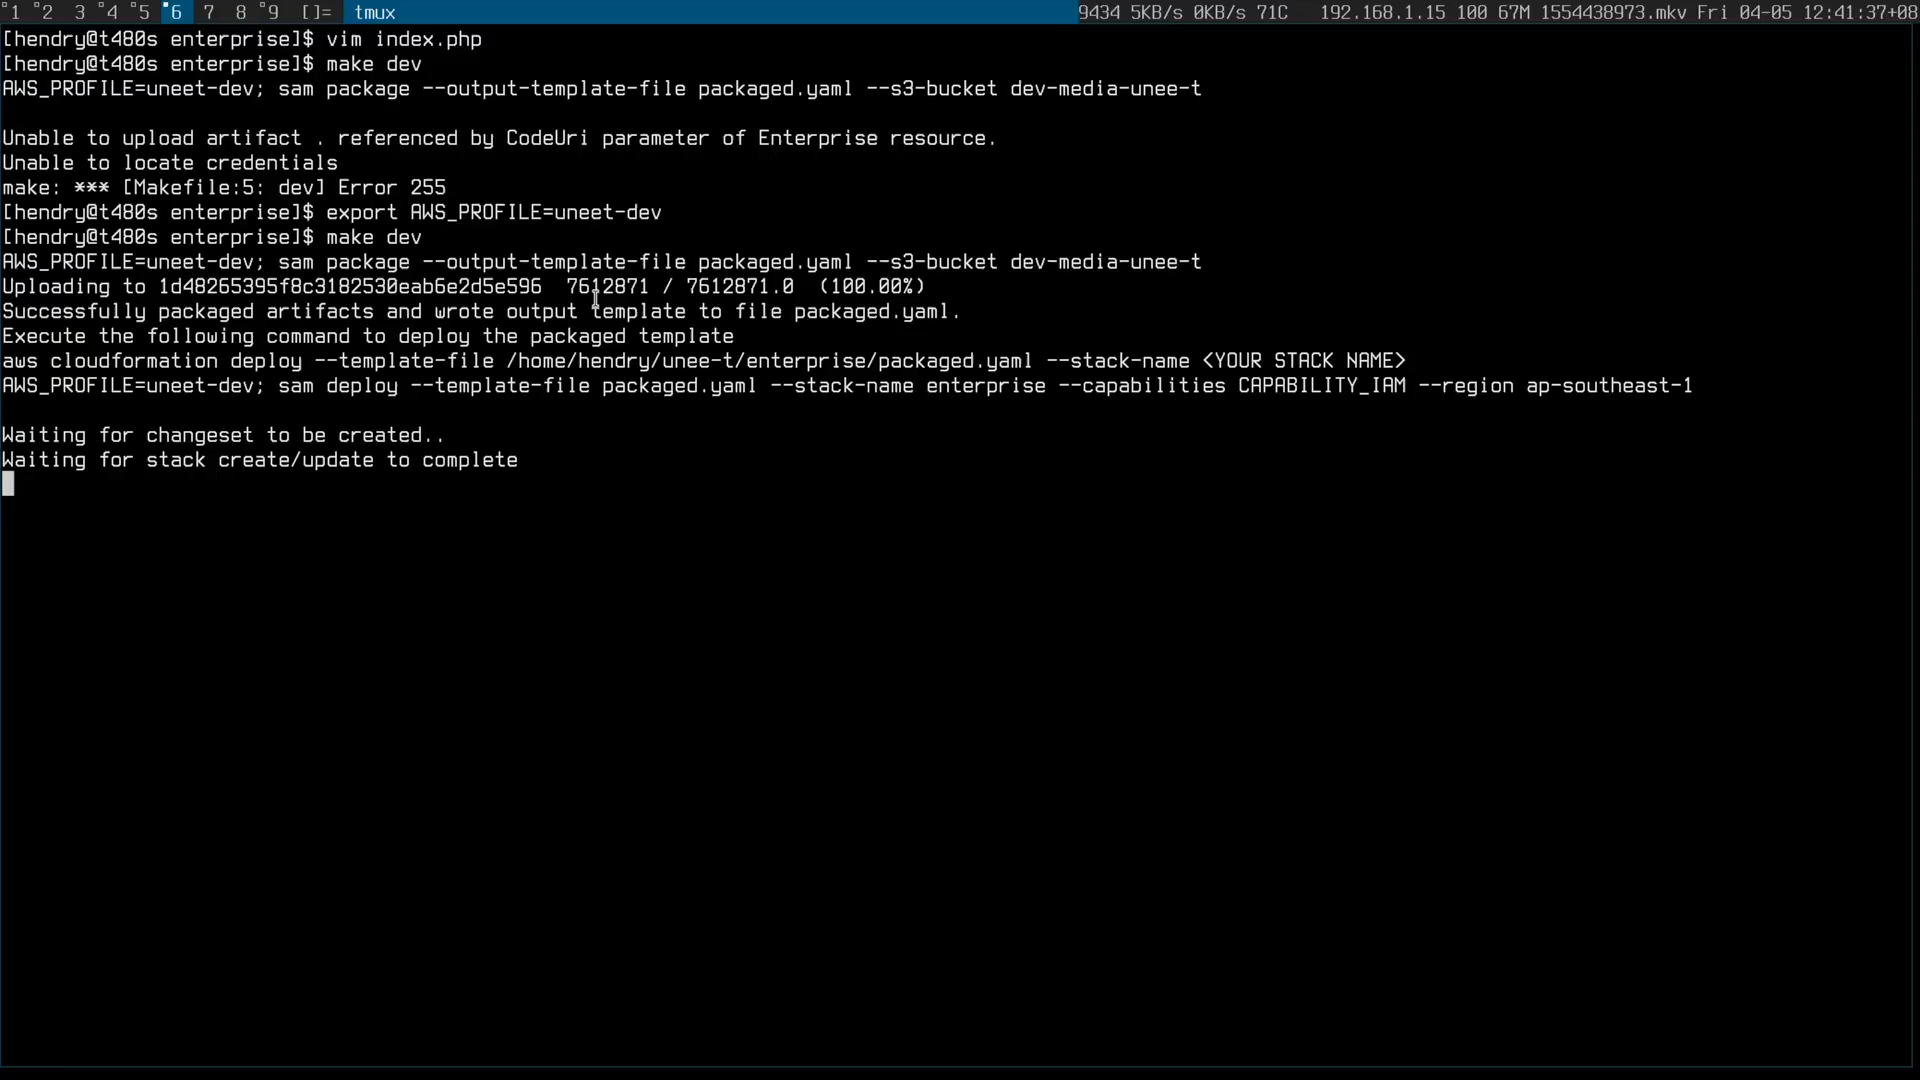 1 2 3 4 5 6 7 8 9 []= tmux 9434 5KB/s 0KB/s 71C 192.168.1.15 100 67M 1554438973.mkv Fri 04-05 12:41:37+08
[hendry@t480s enterprise]$ vim index.php
[hendry@t480s enterprise]$ make dev
AWS_PROFILE=uneet-dev; sam package --output-template-file packaged.yaml --s3-bucket dev-media-unee-t
Unable to upload artifact . referenced by CodeUri parameter of Enterprise resource.
Unable to locate credentials
make: *** [Makefile:5: dev] Error 255
[hendry@t480s enterprise]$ export AWS_PROFILE=uneet-dev
[hendry@t480s enterprise]$ make dev
AWS_PROFILE=uneet-dev; sam package --output-template-file packaged.yaml --s3-bucket dev-media-unee-t
Uploading to 1d48265395f8c3182530eab6e2d5e596  7612871 / 7612871.0  (100.00%)
Successfully packaged artifacts and wrote output template to file packaged.yaml.
Execute the following command to deploy the packaged template
aws cloudformation deploy --template-file /home/hendry/unee-t/enterprise/packaged.yaml --stack-name <YOUR STACK NAME>
AWS_PROFILE=uneet-dev; sam deploy --template-file packaged.yaml --stack-name enterprise --capabilities CAPABILITY_IAM --region ap-southeast-1
Waiting for changeset to be created..
Waiting for stack create/update to complete